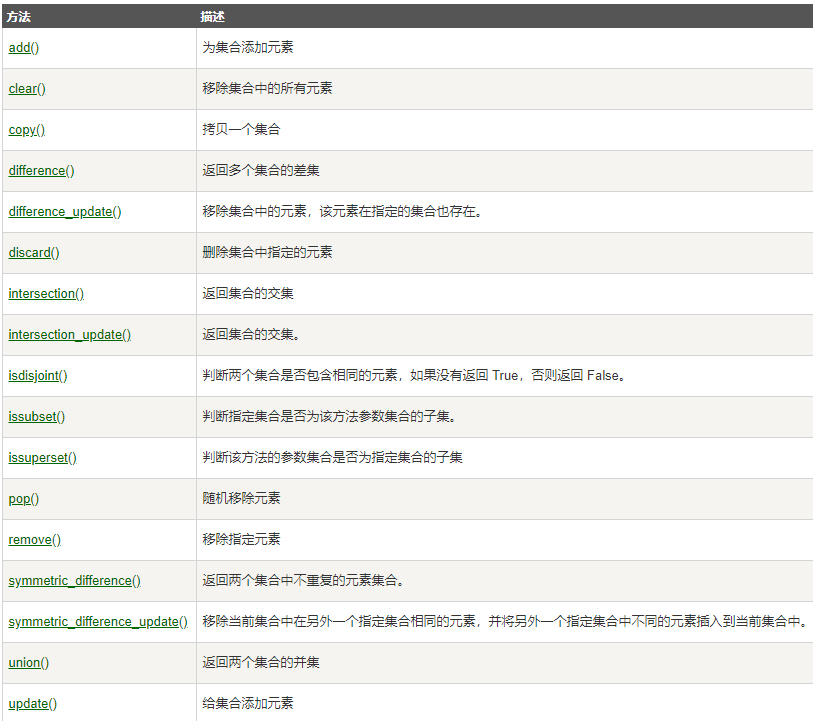 方法 描述
add() 为集合添加元素
clear() 移除集合中的所有元素
copy() 拷贝一个集合
difference() 返回多个集合的差集
difference_update() 移除集合中的元素，该元素在指定的集合也存在。
discard() 删除集合中指定的元素
intersection() 返回集合的交集
intersection_update() 返回集合的交集。
isdisjoint() 判断两个集合是否包含相同的元素，如果没有返回 True，否则返回 False。
issubset() 判断指定集合是否为该方法参数集合的子集。
issuperset() 判断该方法的参数集合是否为指定集合的子集
pop() 随机移除元素
remove() 移除指定元素
symmetric_difference() 返回两个集合中不重复的元素集合。
symmetric_difference_update() 移除当前集合中在另外一个指定集合相同的元素，并将另外一个指定集合中不同的元素插入到当前集合中。
union() 返回两个集合的并集
update() 给集合添加元素